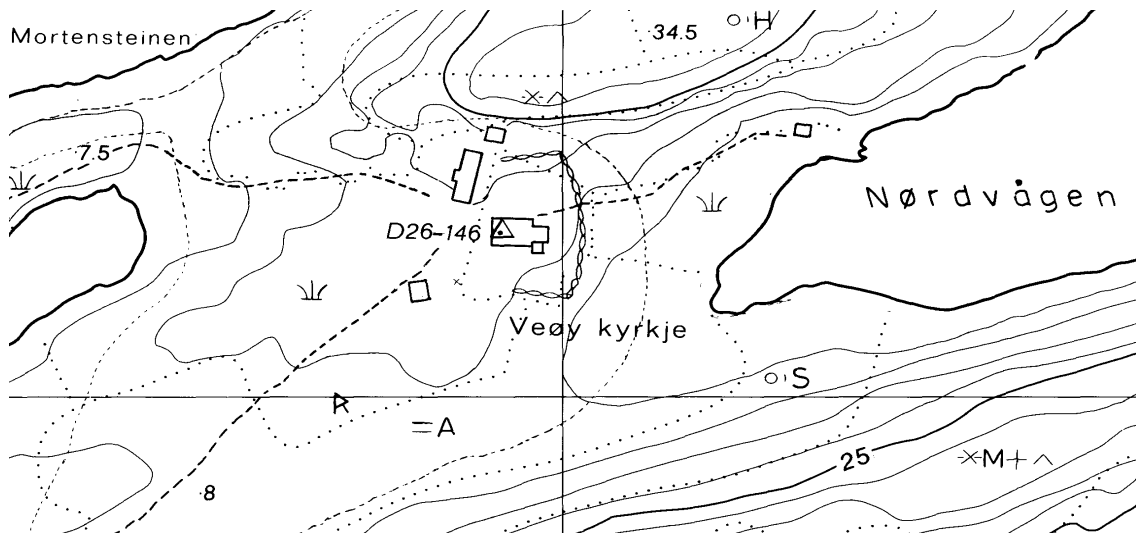 H
34.5
Mortensteinen
7.5
Nørdvågen
D26-146
Veøy kyrkje
S
R
=A
25
M+
8